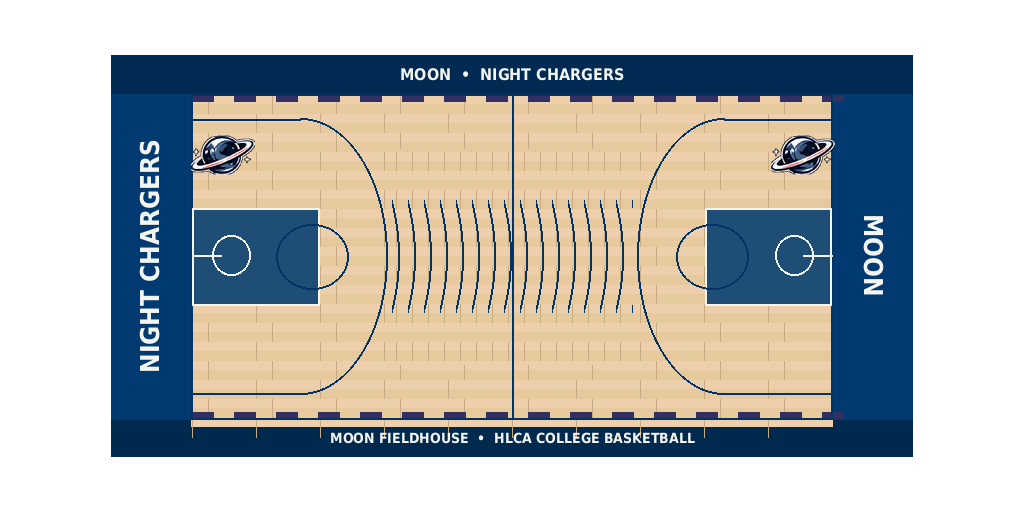 MOON • NIGHT CHARGERS
NIGHT CHARGERS
MOON
MOON FIELDHOUSE • HLCA COLLEGE BASKETBALL